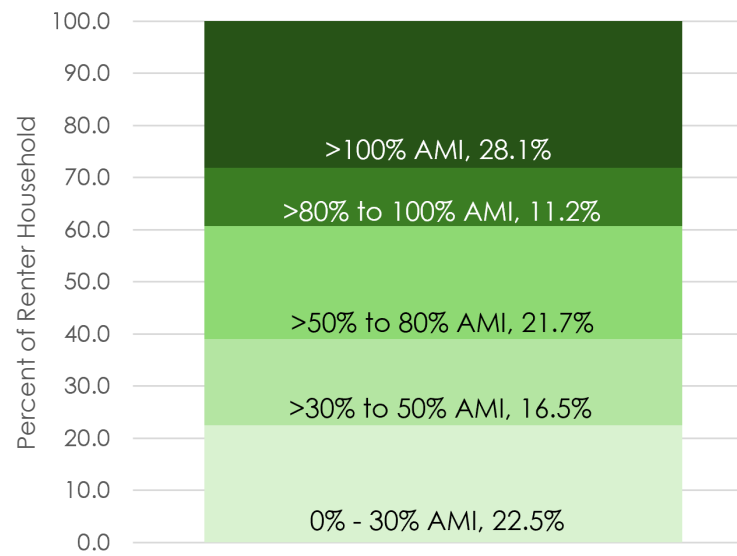 100.0
90.0
80.0
70.0
60.0
50.0
40.0
30.0
20.0
10.0
0.0
Percent of Renter Household
>100% AMI, 28.1%
>80% to 100% AMI, 11.2%
>50% to 80% AMI, 21.7%
>30% to 50% AMI, 16.5%
0% - 30% AMI, 22.5%